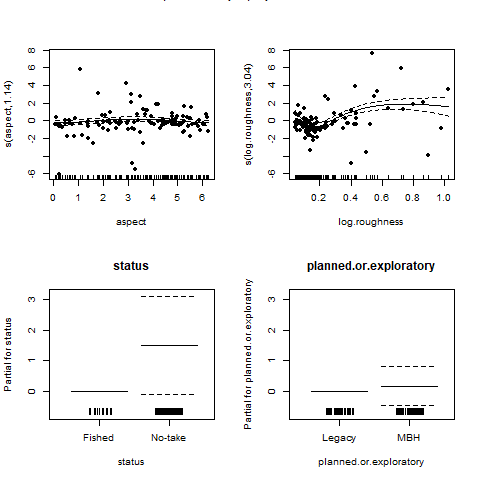 s(aspect,1.14)
8
4
2
0
-2
-6
0
1
2
3
4
5
6
aspect
s(log.roughness,3.04)
8
4
2
0
-2
-6
0.2
0.4
0.6
0.8
1.0
log.roughness
status
Partial for status
3
2
1
0
Fished
No-take
status
planned.or.exploratory
Partial for planned.or.exploratory
3
2
1
0
Legacy
MBH
planned.or.exploratory